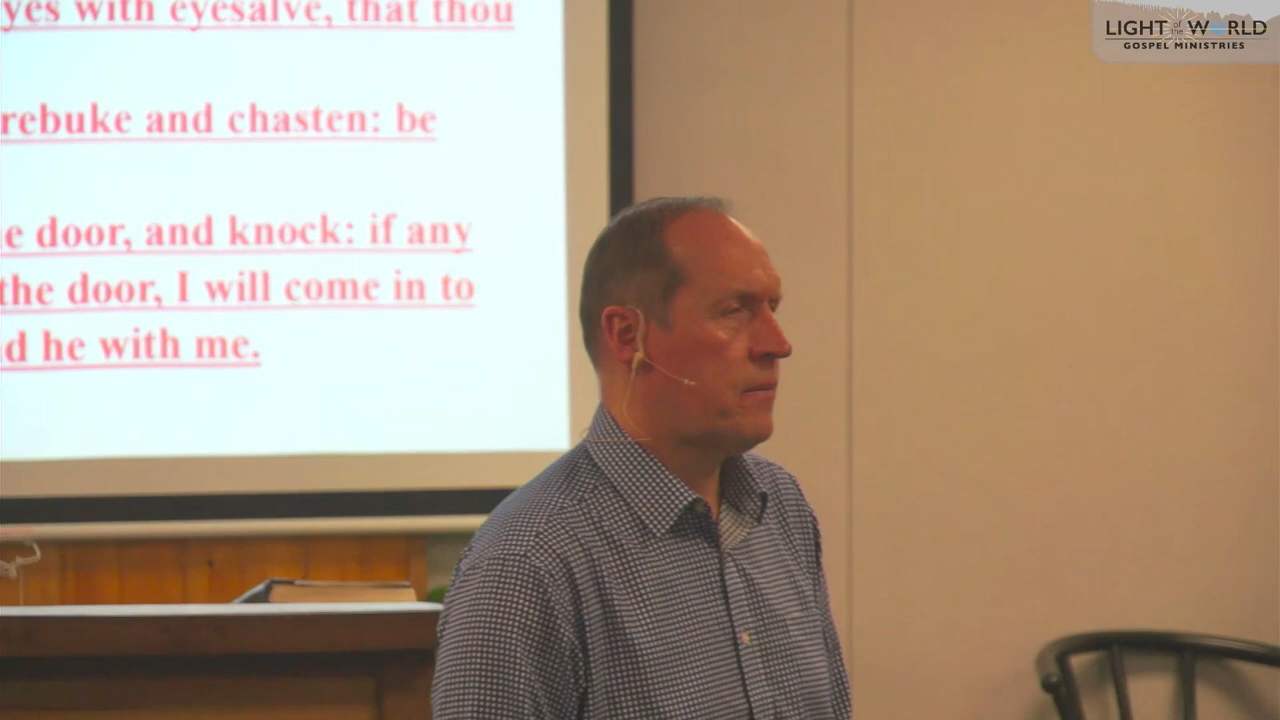 yes with eyesalve, that thou
rebuke and chasten: be
e door, and knock: if any
the door, I will come in to
d he with me.
LIGHT of the WORLD
GOSPEL MINISTRIES